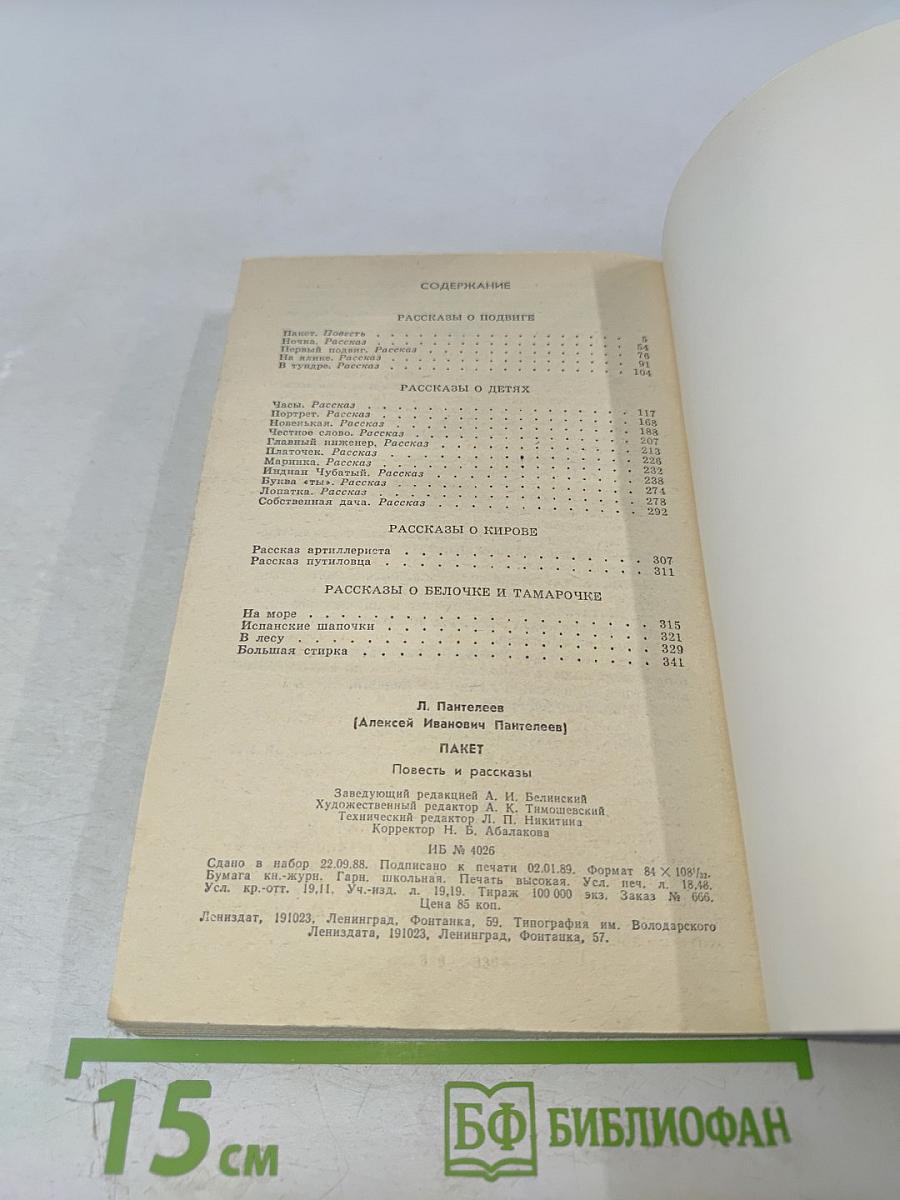 СОДЕРЖАНИЕ
РАССКАЗЫ О ПОДВИГЕ
Пакет. Повесть . . . . . . . . . . . . 5
Ночка. Рассказ . . . . . . . . . . . . 54
Первый подвиг. Рассказ . . . . . . . . . . 76
На ялике. Рассказ . . . . . . . . . . . 91
В тундре. Рассказ . . . . . . . . . . . 104
РАССКАЗЫ О ДЕТЯХ
Часы. Рассказ . . . . . . . . . . . . 117
Портрет. Рассказ . . . . . . . . . . . 168
Новенькая. Рассказ . . . . . . . . . . . 188
Честное слово. Рассказ . . . . . . . . . . 207
Главный инженер. Рассказ . . . . . . . . . 213
Платочек. Рассказ . . . . . . . . . . . 226
Маринка. Рассказ . . . . . . . . . . . 232
Индиан Чубатый. Рассказ . . . . . . . . . 238
Буква «ты». Рассказ . . . . . . . . . . 274
Лопатка. Рассказ . . . . . . . . . . . 278
Собственная дача. Рассказ . . . . . . . . . 292
РАССКАЗЫ О КИРОВЕ
Рассказ артиллериста . . . . . . . . . . 307
Рассказ путиловца . . . . . . . . . . . 311
РАССКАЗЫ О БЕЛОЧКЕ И ТАМАРОЧКЕ
На море . . . . . . . . . . . . . . 315
Испанские шапочки . . . . . . . . . . . 321
В лесу . . . . . . . . . . . . . . 329
Большая стирка . . . . . . . . . . . . 341
Л. Пантелеев
(Алексей Иванович Пантелеев)
ПАКЕТ
Повесть и рассказы
Заведующий редакцией А. И. Белинский
Художественный редактор А. К. Тимошевский
Технический редактор Л. П. Никитина
Корректор Н. Б. Абалакова
ИБ № 4026
Сдано в набор 22.09.88. Подписано к печати 02.01.89. Формат 84×108¹/₃₂.
Бумага кн.-журн. Гарн. школьная. Печать высокая. Усл. печ. л. 18,48.
Усл. кр.-отт. 19,11. Уч.-изд. л. 19,19. Тираж 100 000 экз. Заказ № 666.
Цена 85 коп.
Лениздат, 191023, Ленинград, Фонтанка, 59. Типография им. Володарского
Лениздата, 191023, Ленинград, Фонтанка, 57.
15 см
БФ БИБЛИОФАН